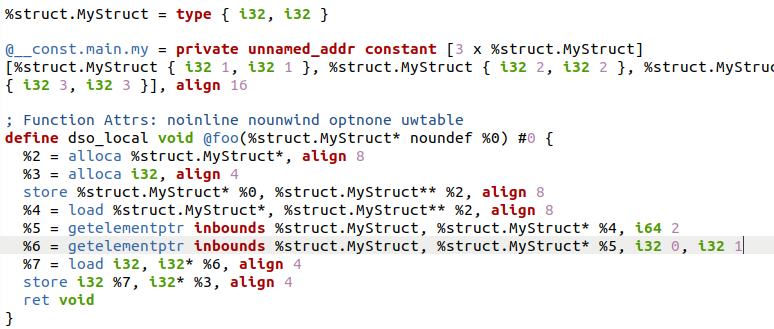 %struct.MyStruct = type { i32, i32 }
@__const.main.my = private unnamed_addr constant [3 x %struct.MyStruct]
[%struct.MyStruct { i32 1, i32 1 }, %struct.MyStruct { i32 2, i32 2 }, %struct.MyStruc
{ i32 3, i32 3 }], align 16
; Function Attrs: noinline nounwind optnone uwtable
define dso_local void @foo(%struct.MyStruct* noundef %0) #0 {
%2 = alloca %struct.MyStruct*, align 8
%3 = alloca i32, align 4
store %struct.MyStruct* %0, %struct.MyStruct** %2, align 8
%4 = load %struct.MyStruct*, %struct.MyStruct** %2, align 8
%5 = getelementptr inbounds %struct.MyStruct, %struct.MyStruct* %4, i64 2
%6 = getelementptr inbounds %struct.MyStruct, %struct.MyStruct* %5, i32 0, i32 1
%7 = load i32, i32* %6, align 4
store i32 %7, i32* %3, align 4
ret void
}